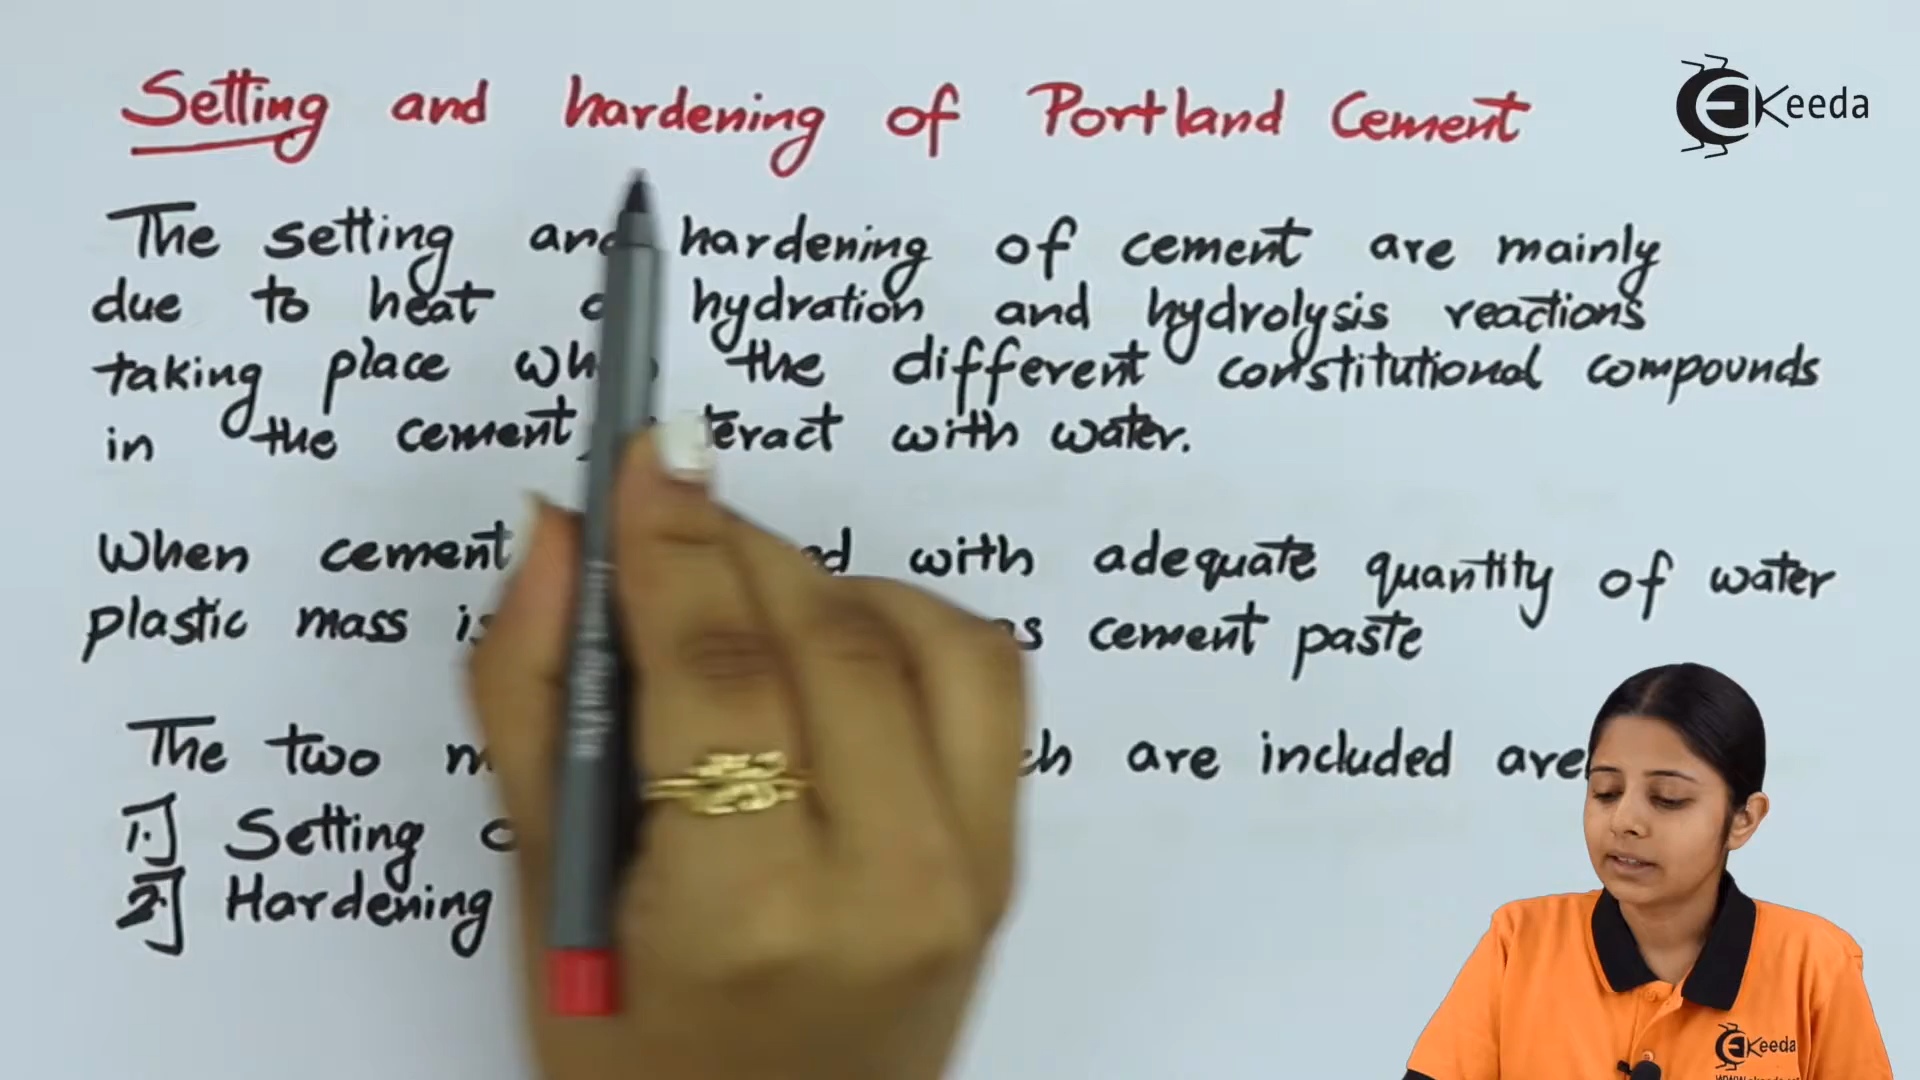 Setting and hardening of Portland Cement
EKeeda
The setting and hardening of cement are mainly
due to heat hydration and hydrolysis reactions
taking place the different constitutional compounds
in the cement, with water.
When cement with adequate quantity of water
plastic mass cement paste
The two are included are
1.] Setting
2.] Hardening
EKeeda